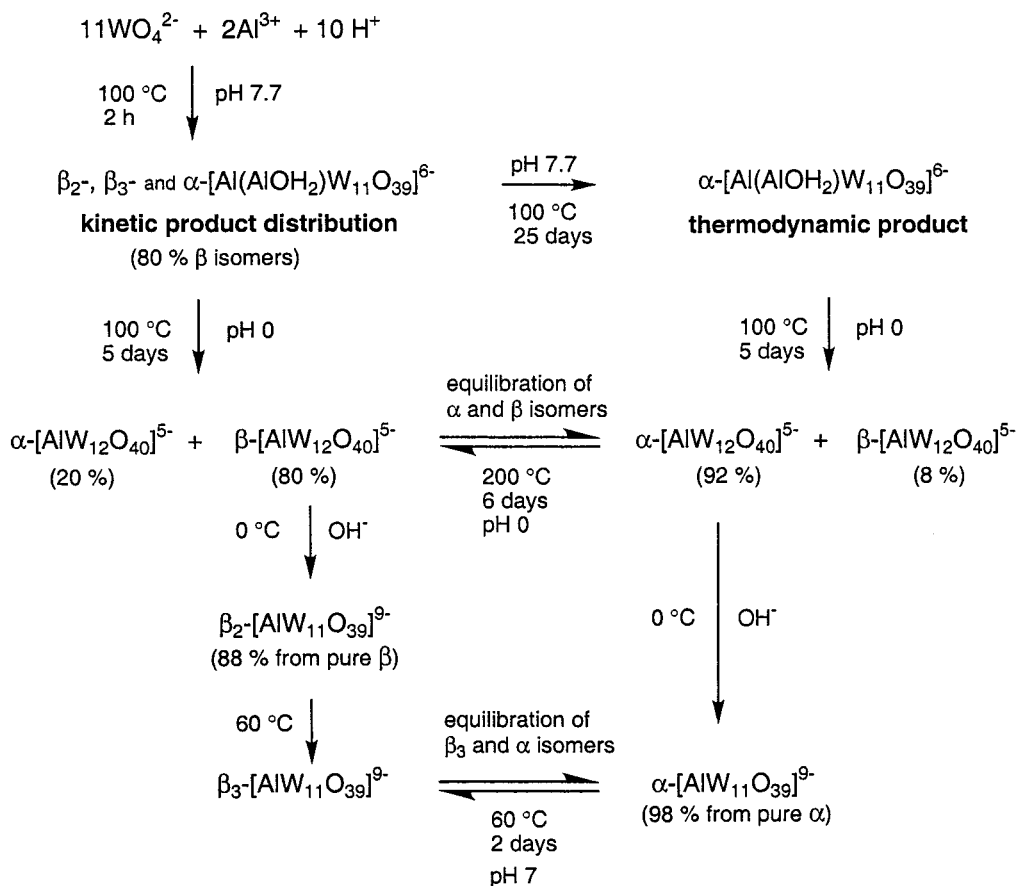 11WO₄²⁻ + 2Al³⁺ + 10 H⁺
100 °C pH 7.7
2 h
β₂-, β₃- and α-[Al(AlOH₂)W₁₁O₃₉]⁶⁻
kinetic product distribution
(80 % β isomers)
pH 7.7
100 °C
25 days
α-[Al(AlOH₂)W₁₁O₃₉]⁶⁻
thermodynamic product
100 °C pH 0
5 days
100 °C pH 0
5 days
α-[AlW₁₂O₄₀]⁵⁻ + β-[AlW₁₂O₄₀]⁵⁻
(20 %) (80 %)
equilibration of
α and β isomers
200 °C
6 days
pH 0
α-[AlW₁₂O₄₀]⁵⁻ + β-[AlW₁₂O₄₀]⁵⁻
(92 %) (8 %)
0 °C OH⁻
β₂-[AlW₁₁O₃₉]⁹⁻
(88 % from pure β)
0 °C OH⁻
60 °C
β₃-[AlW₁₁O₃₉]⁹⁻
equilibration of
β₃ and α isomers
60 °C
2 days
pH 7
α-[AlW₁₁O₃₉]⁹⁻
(98 % from pure α)